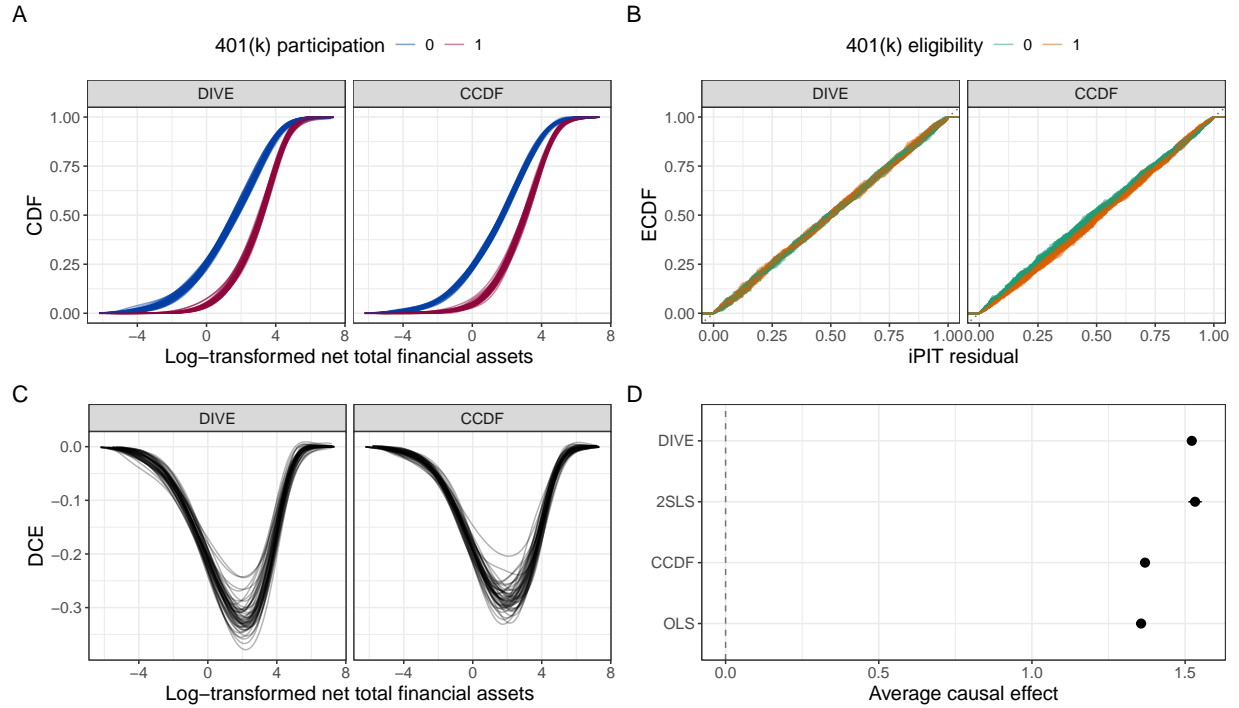 A
401(k) participation 0 1
DIVE CCDF
1.00
0.75
0.50
0.25
0.00
CDF
−4 0 4 8 −4 0 4 8
Log−transformed net total financial assets
B
401(k) eligibility 0 1
DIVE CCDF
1.00
0.75
0.50
0.25
0.00
ECDF
0.00 0.25 0.50 0.75 1.00 0.00 0.25 0.50 0.75 1.00
iPIT residual
C
DIVE CCDF
0.0
−0.1
−0.2
−0.3
DCE
−4 0 4 8 −4 0 4 8
Log−transformed net total financial assets
D
DIVE
2SLS
CCDF
OLS
0.0 0.5 1.0 1.5
Average causal effect